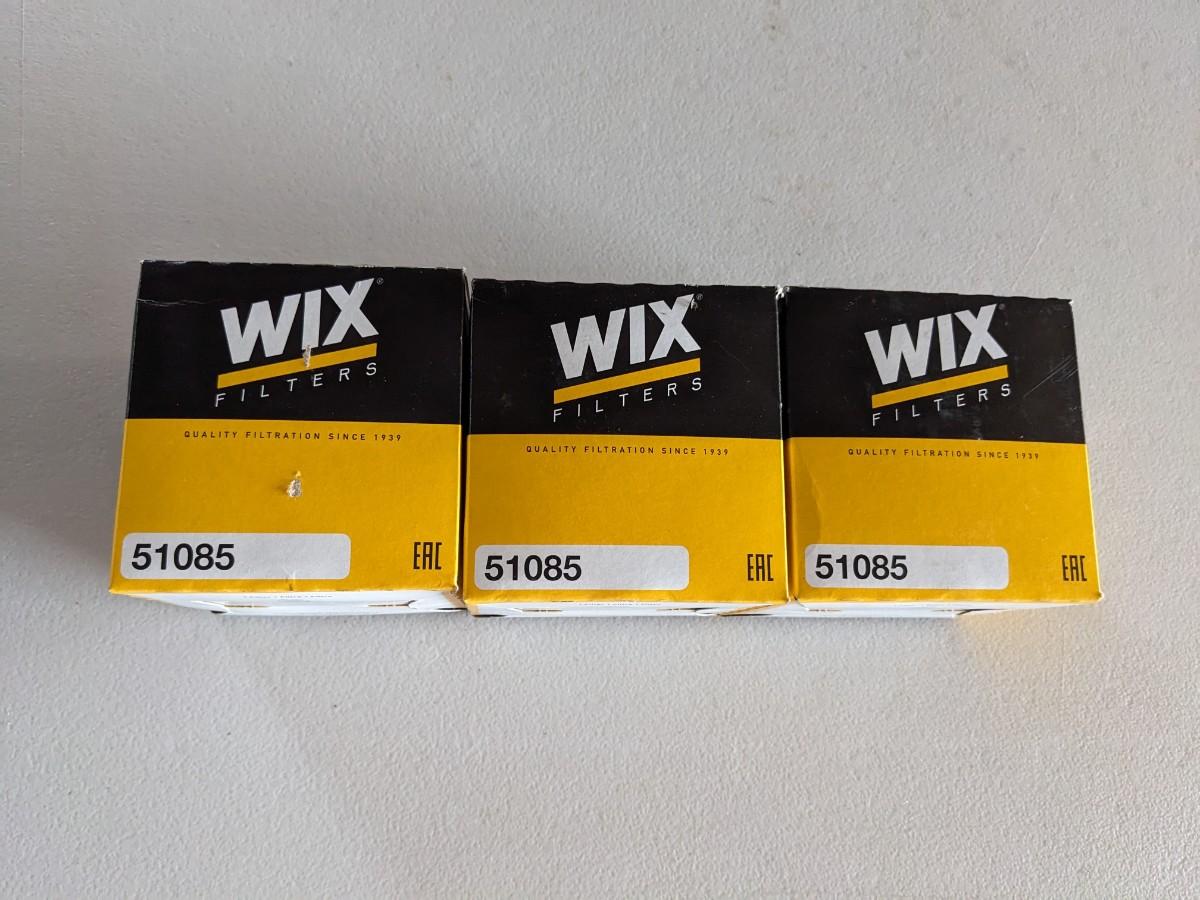 WIX®
FILTERS
QUALITY FILTRATION SINCE 1939
51085
EAC
WIX®
FILTERS
QUALITY FILTRATION SINCE 1939
51085
EAC
WIX
FILTERS
QUALITY FILTRATION SINCE 1939
51085
EAC